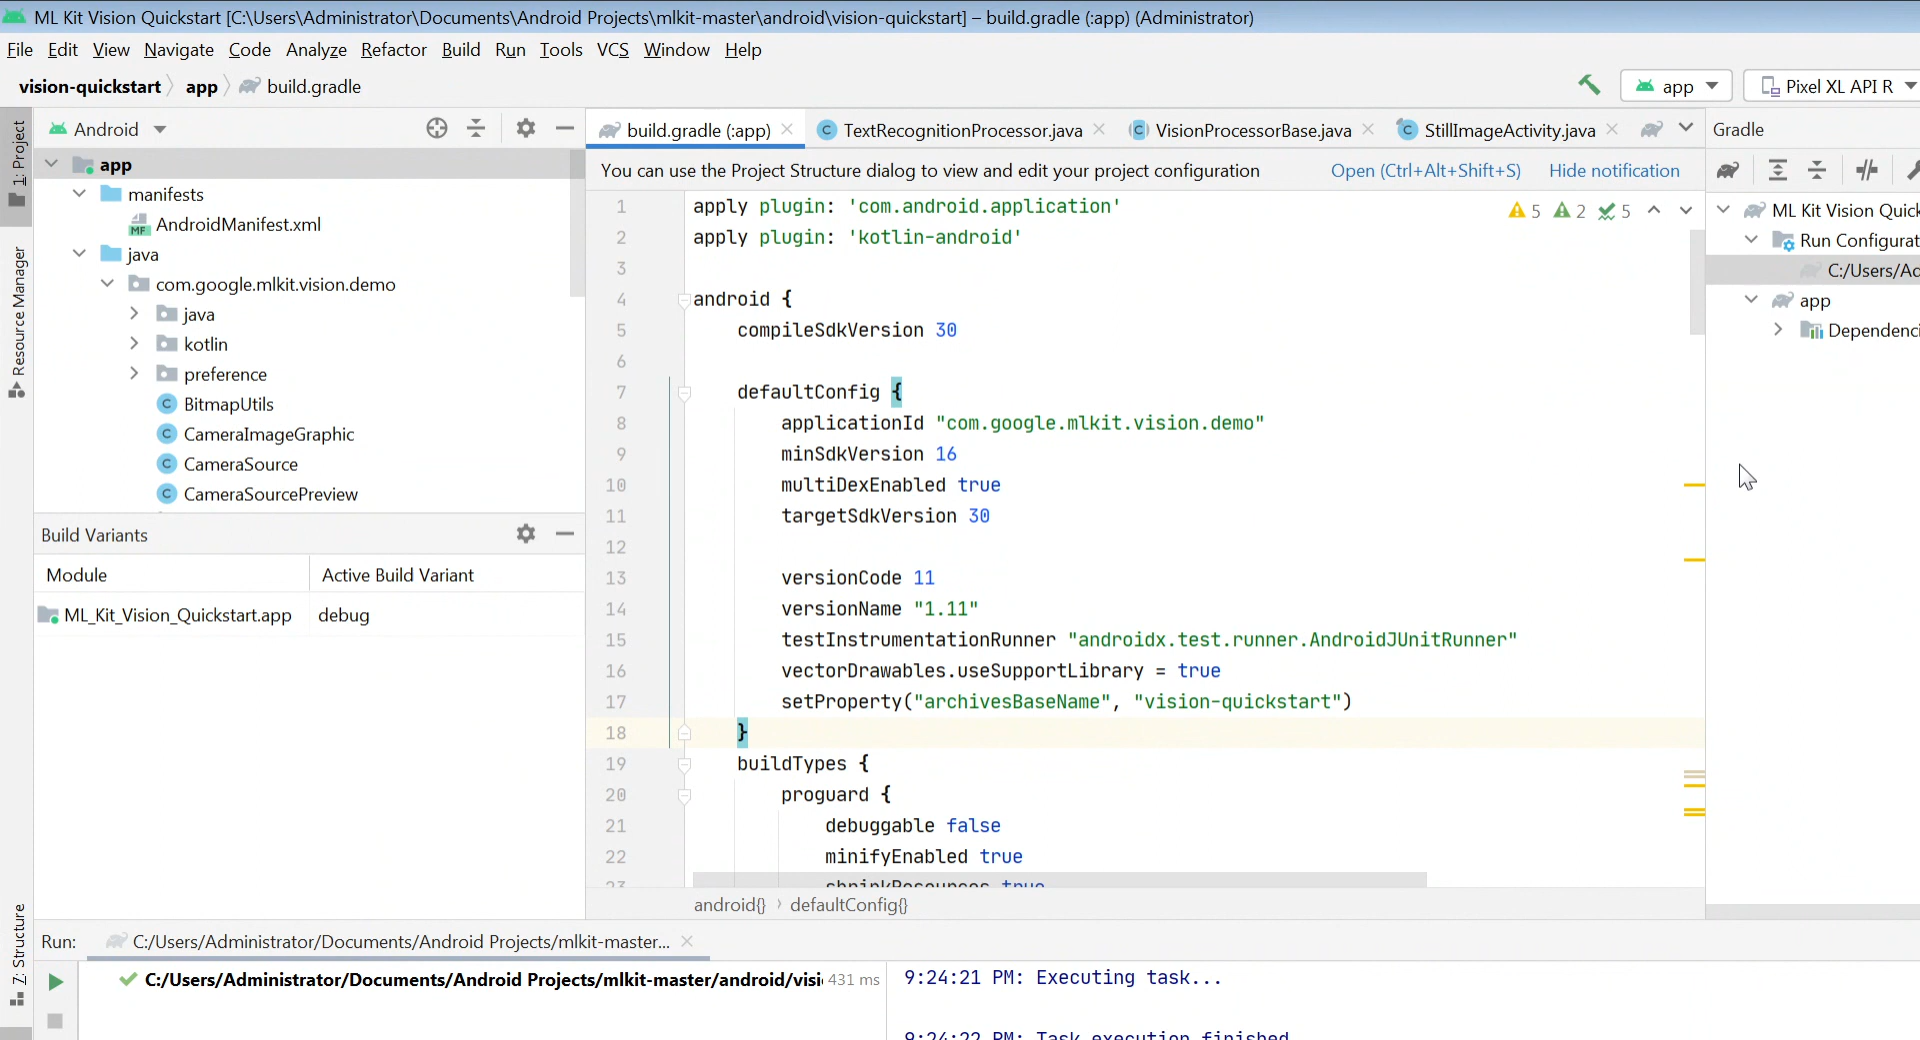 ML Kit Vision Quickstart [C:\Users\Administrator\Documents\Android Projects\mlkit-master\android\vision-quickstart] – build.gradle (:app) (Administrator)
File Edit View Navigate Code Analyze Refactor Build Run Tools VCS Window Help
vision-quickstart app build.gradle
app
Pixel XL API R
1: Project
Resource Manager
Z: Structure
Android
app
manifests
AndroidManifest.xml
java
com.google.mlkit.vision.demo
java
kotlin
preference
BitmapUtils
CameraImageGraphic
CameraSource
CameraSourcePreview
Build Variants
Module Active Build Variant
ML_Kit_Vision_Quickstart.app debug
build.gradle (:app) TextRecognitionProcessor.java VisionProcessorBase.java StillImageActivity.java
You can use the Project Structure dialog to view and edit your project configuration Open (Ctrl+Alt+Shift+S) Hide notification
5 2 5
1 apply plugin: 'com.android.application'
2 apply plugin: 'kotlin-android'
3
4 android {
5 compileSdkVersion 30
6
7 defaultConfig {
8 applicationId "com.google.mlkit.vision.demo"
9 minSdkVersion 16
10 multiDexEnabled true
11 targetSdkVersion 30
12
13 versionCode 11
14 versionName "1.11"
15 testInstrumentationRunner "androidx.test.runner.AndroidJUnitRunner"
16 vectorDrawables.useSupportLibrary = true
17 setProperty("archivesBaseName", "vision-quickstart")
18 }
19 buildTypes {
20 proguard {
21 debuggable false
22 minifyEnabled true
23 shrinkResources true
android{} defaultConfig{}
Gradle
ML Kit Vision Quick
Run Configurat
C:/Users/Ad
app
Dependenci
Run: C:/Users/Administrator/Documents/Android Projects/mlkit-master...
C:/Users/Administrator/Documents/Android Projects/mlkit-master/android/visi 431 ms
9:24:21 PM: Executing task...
9:24:22 PM: Task execution finished